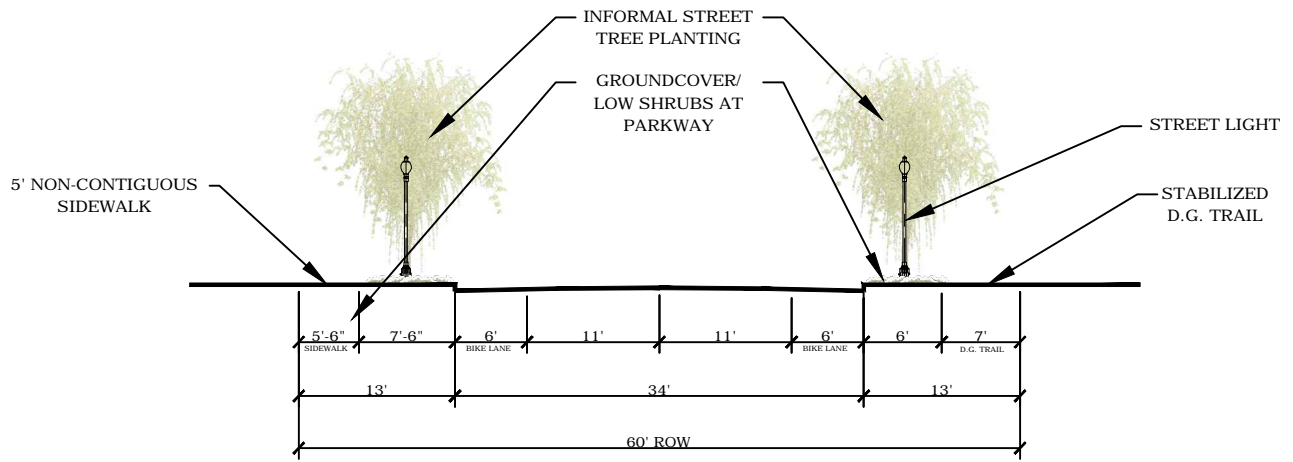 INFORMAL STREET
TREE PLANTING
GROUNDCOVER/
LOW SHRUBS AT
PARKWAY
STREET LIGHT
5' NON-CONTIGUOUS
SIDEWALK
STABILIZED
D.G. TRAIL
5'-6" 7'-6" 6' 11' 11' 6' 6' 7'
SIDEWALK BIKE LANE BIKE LANE D.G. TRAIL
13' 34' 13'
60' ROW